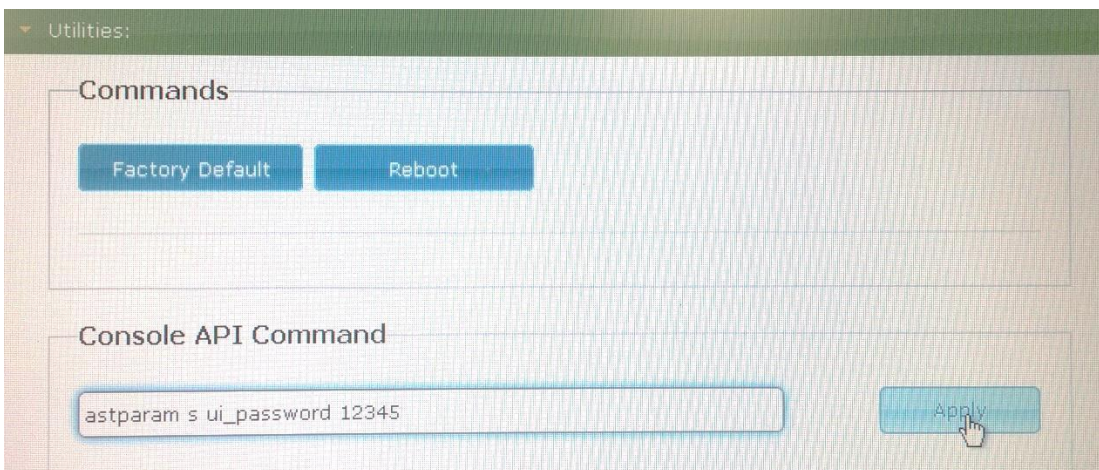 Utilities:
Commands
Factory Default
Reboot
Console API Command
astparam s ui_password 12345
Apply